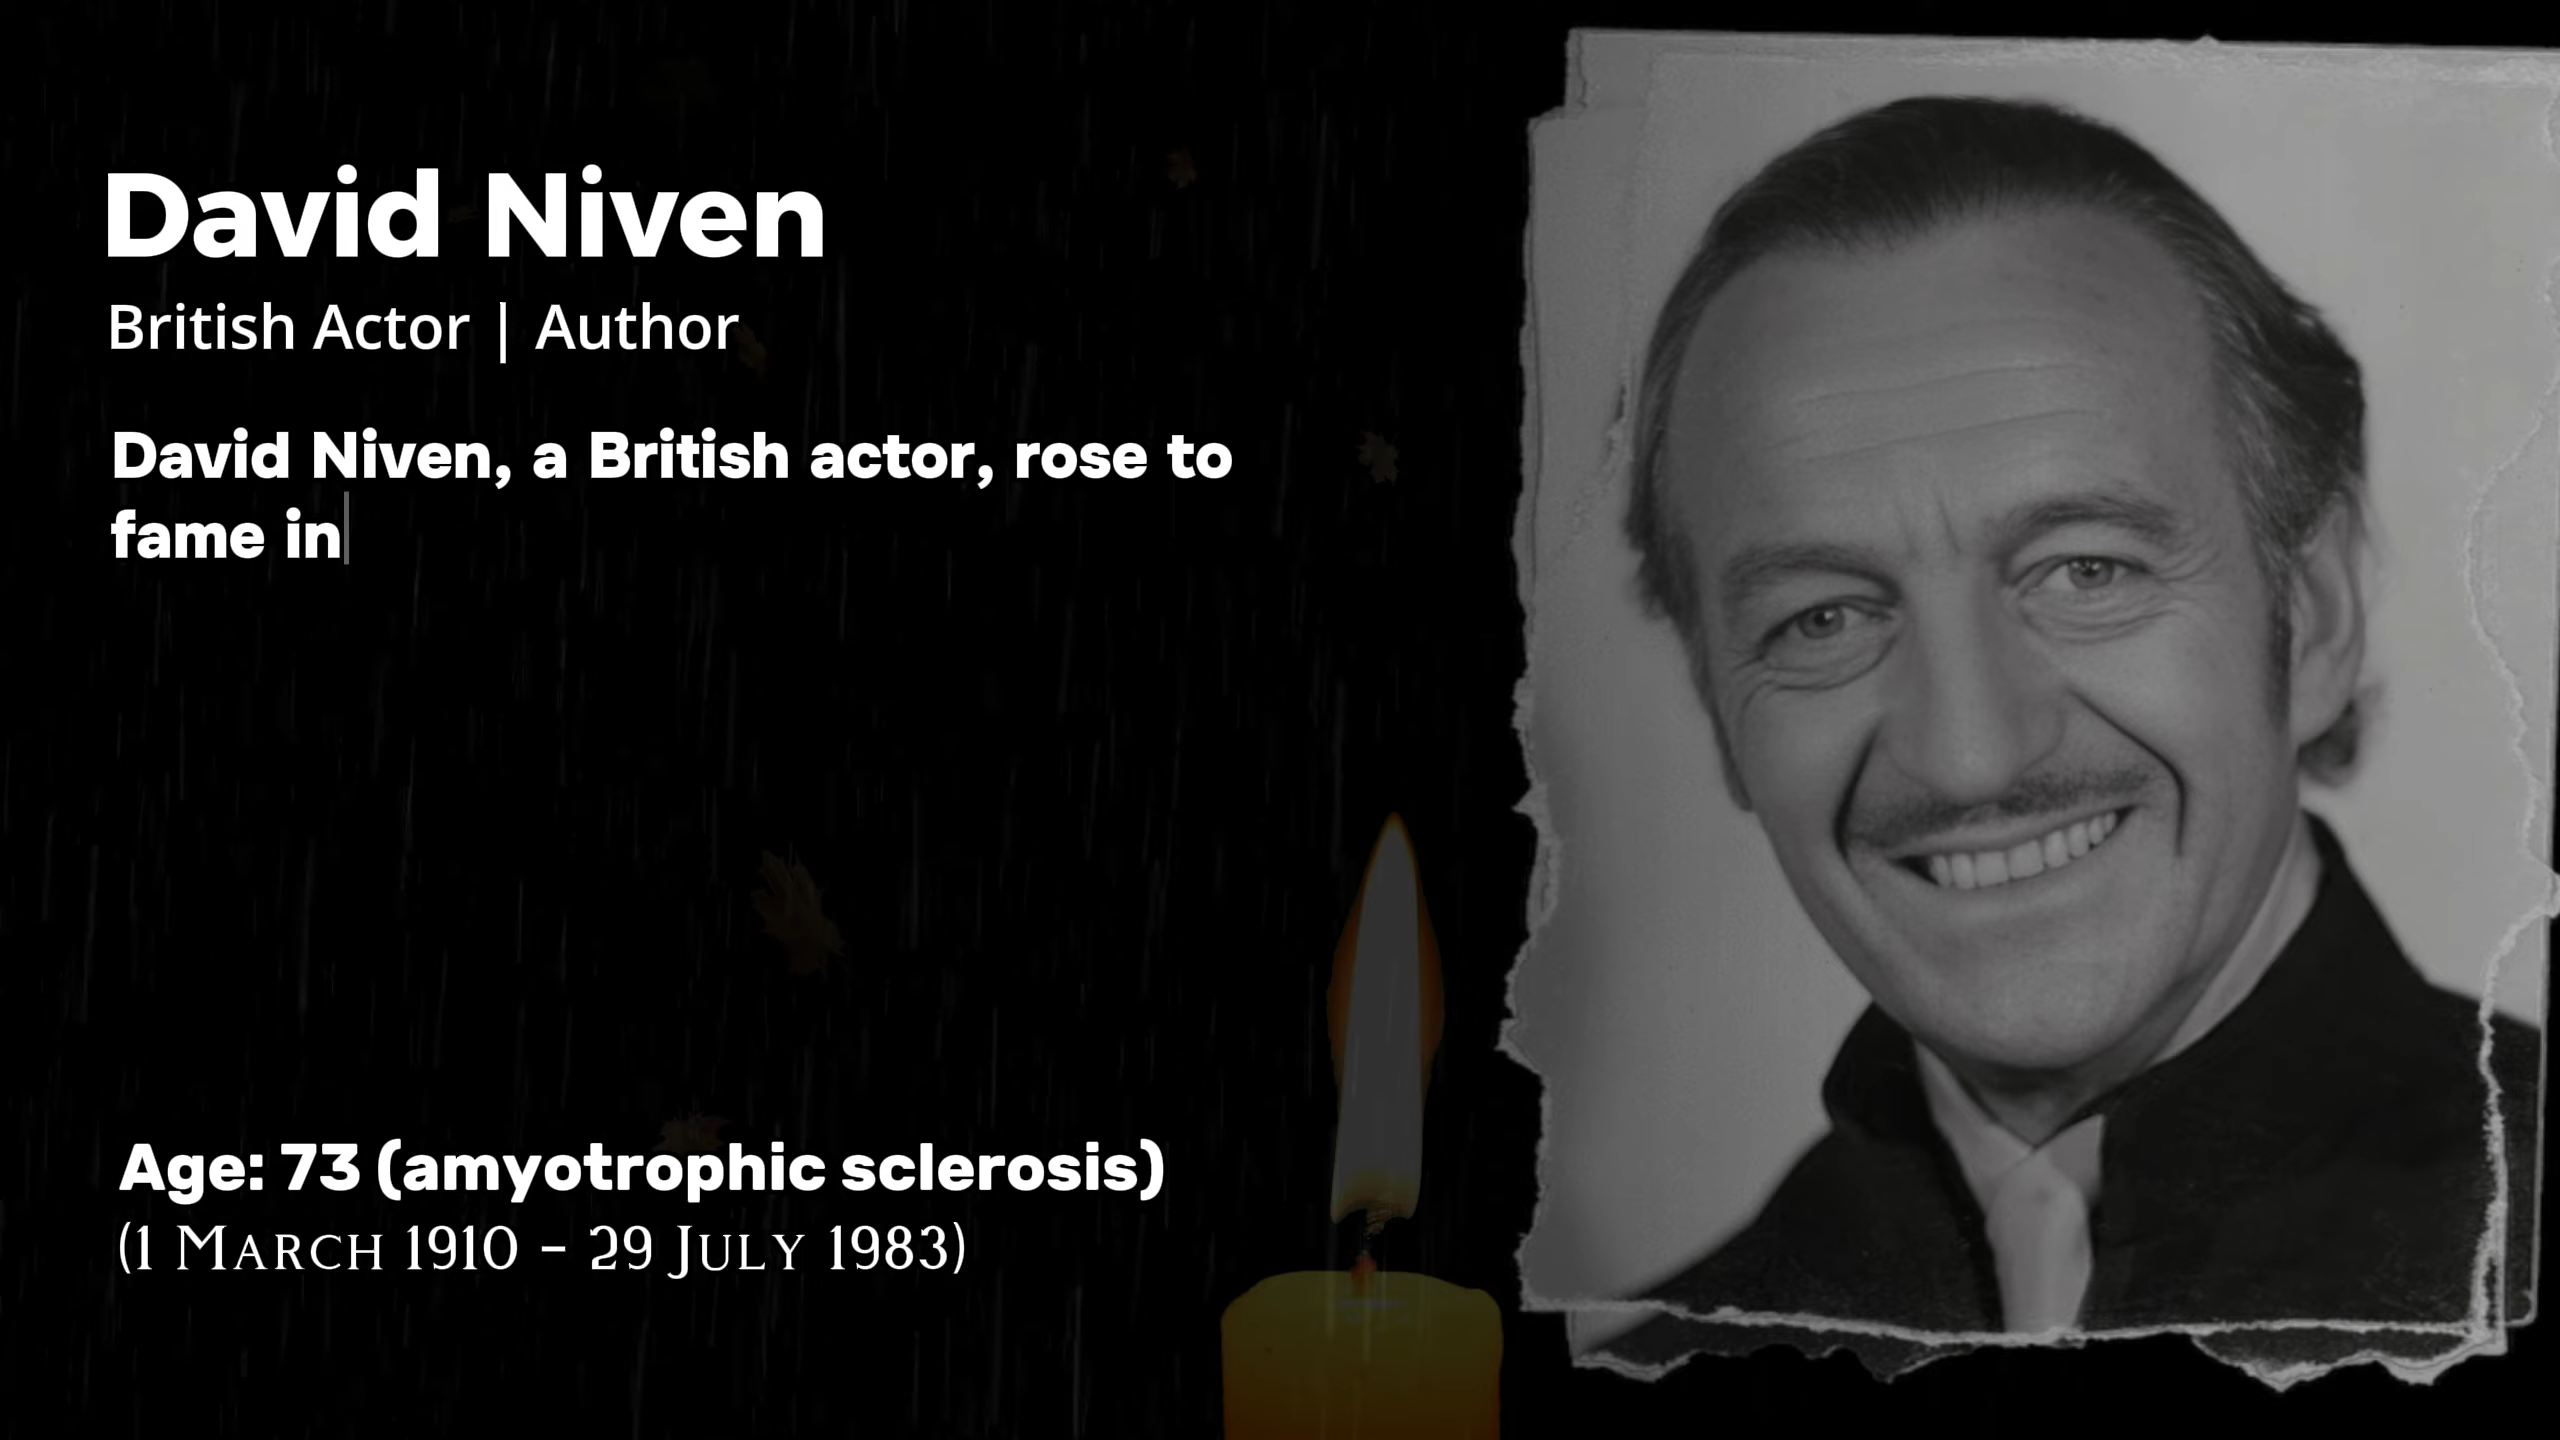 David Niven
British Actor | Author
David Niven, a British actor, rose to
fame in
Age: 73 (amyotrophic sclerosis)
(1 March 1910 – 29 July 1983)